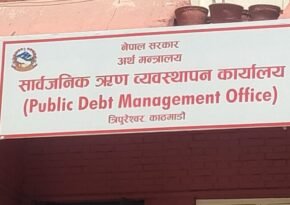 नेपाल सरकार
अर्थ मन्त्रालय
सार्वजनिक ऋण व्यवस्थापन कार्यालय
(Public Debt Management Office)
त्रिपुरेश्वर, काठमाडौं